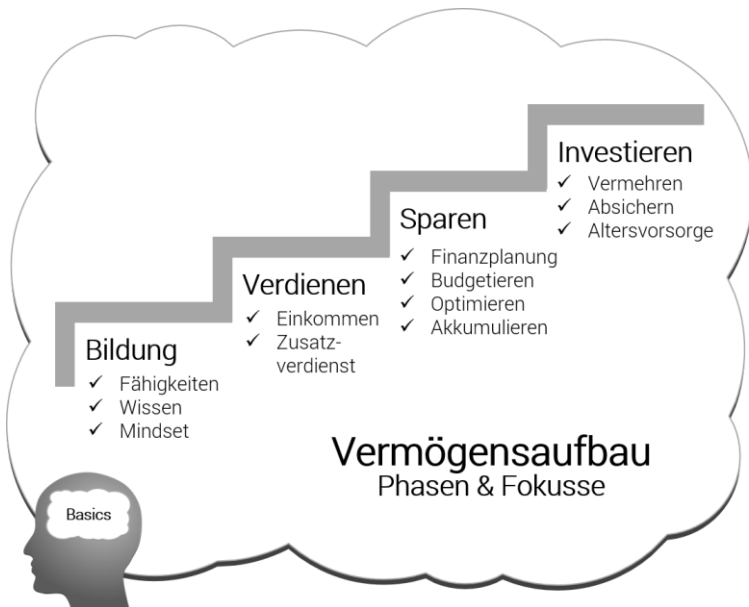 Investieren
✓ Vermehren
✓ Absichern
✓ Altersvorsorge
Sparen
✓ Finanzplanung
✓ Budgetieren
✓ Optimieren
✓ Akkumulieren
Verdienen
✓ Einkommen
✓ Zusatz-
verdienst
Bildung
✓ Fähigkeiten
✓ Wissen
✓ Mindset
Vermögensaufbau
Phasen & Fokusse
Basics